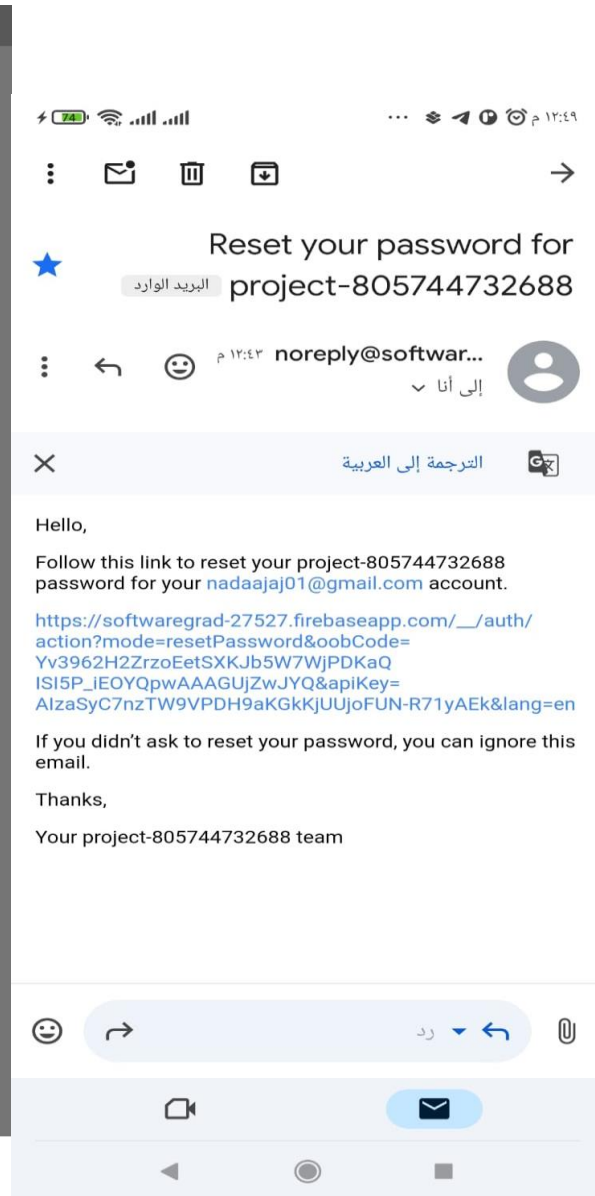 74
١٢:٤٩ م
Reset your password for
project-805744732688 البريد الوارد
noreply@softwar... ١٢:٤٣ م
إلى أنا
الترجمة إلى العربية
Hello,
Follow this link to reset your project-805744732688
password for your nadaajaj01@gmail.com account.
https://softwaregrad-27527.firebaseapp.com/__/auth/
action?mode=resetPassword&oobCode=
Yv3962H2ZrzoEetSXKJb5W7WjPDKaQ
ISI5P_iEOYQpwAAAGUjZwJYQ&apiKey=
AIzaSyC7nzTW9VPDH9aKGkKjUUjoFUN-R71yAEk&lang=en
If you didn't ask to reset your password, you can ignore this
email.
Thanks,
Your project-805744732688 team
رد